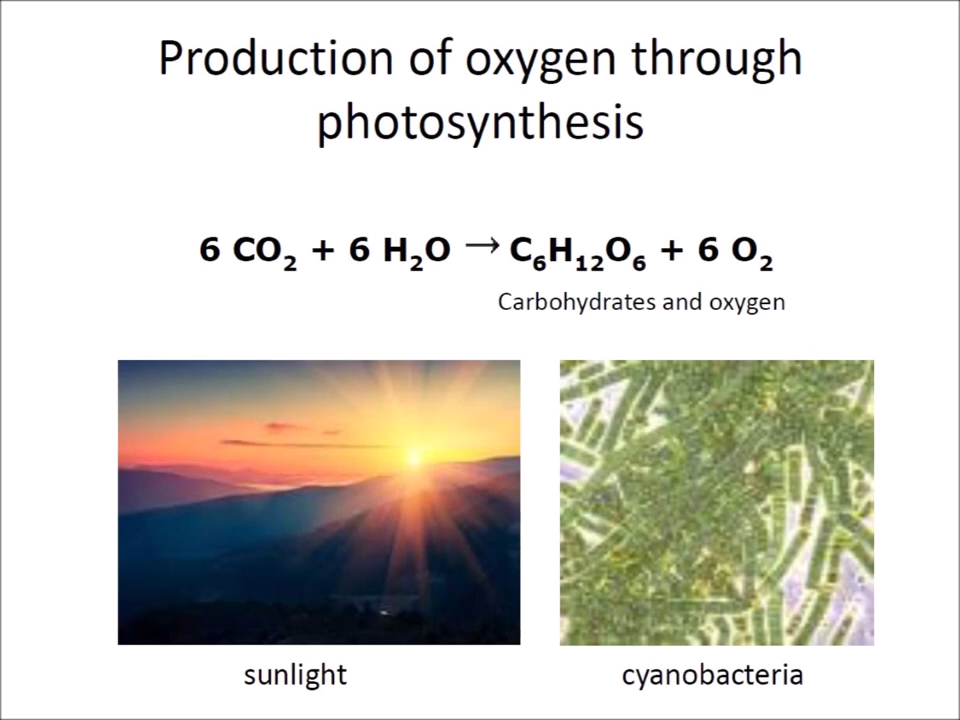 Production of oxygen through
photosynthesis
6 CO₂ + 6 H₂O → C₆H₁₂O₆ + 6 O₂
Carbohydrates and oxygen
sunlight
cyanobacteria